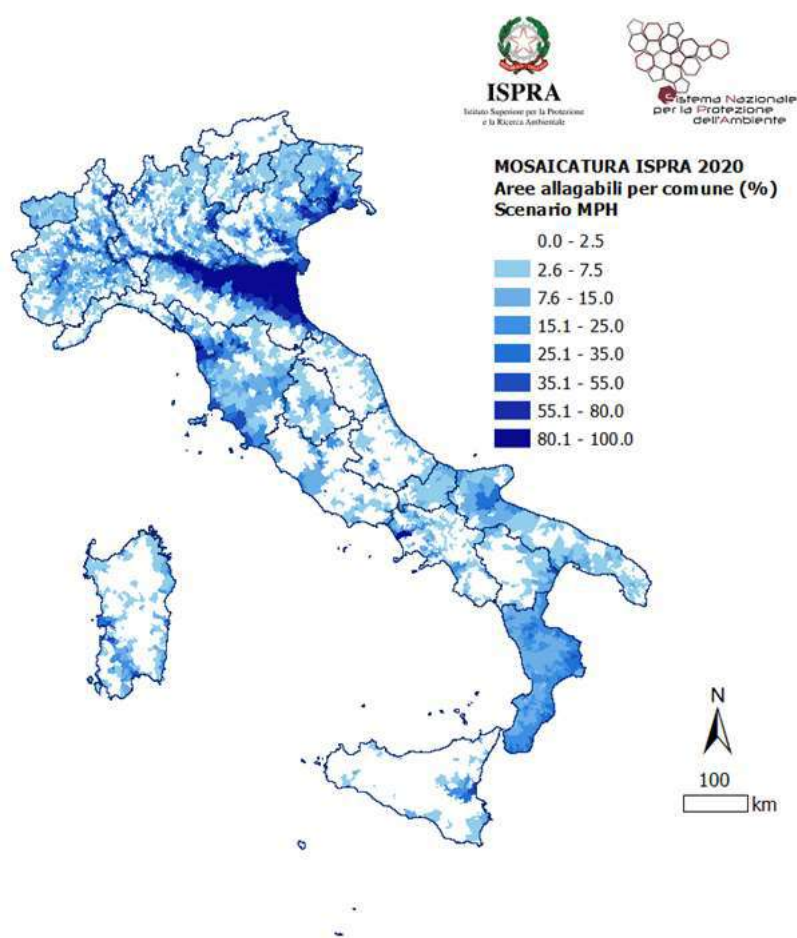 ISPRA
Istituto Superiore per la Protezione
e la Ricerca Ambientale
Sistema Nazionale
per la Protezione
dell'Ambiente
MOSAICATURA ISPRA 2020
Aree allagabili per comune (%)
Scenario MPH
0.0 - 2.5
2.6 - 7.5
7.6 - 15.0
15.1 - 25.0
25.1 - 35.0
35.1 - 55.0
55.1 - 80.0
80.1 - 100.0
N
100
km